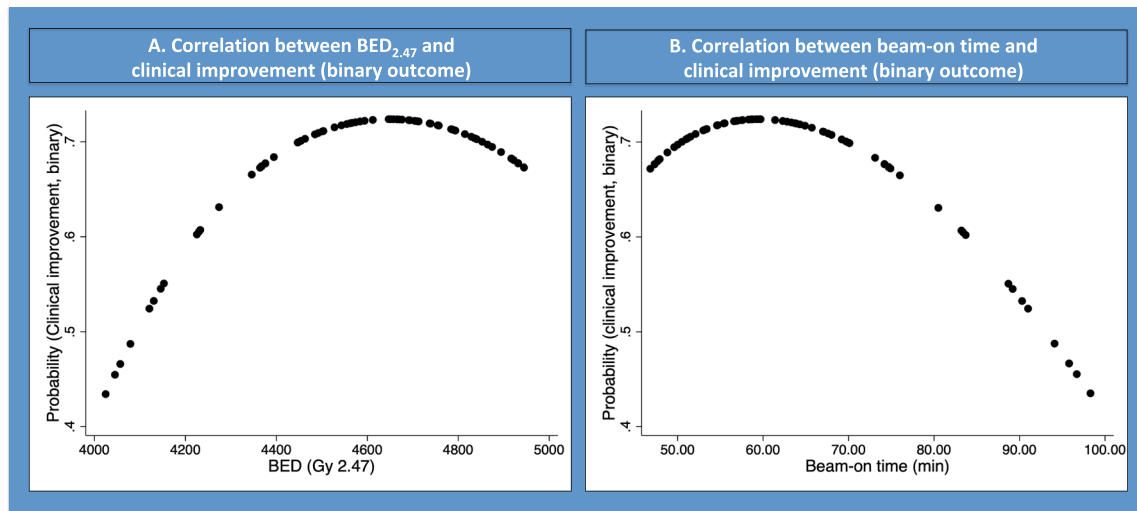 A. Correlation between BED2.47 and
clinical improvement (binary outcome)
Probability (Clinical improvement, binary)
.7
.6
.5
.4
4000 4200 4400 4600 4800 5000
BED (Gy 2.47)
B. Correlation between beam-on time and
clinical improvement (binary outcome)
Probability (clinical improvement, binary)
.7
.6
.5
.4
50.00 60.00 70.00 80.00 90.00 100.00
Beam-on time (min)